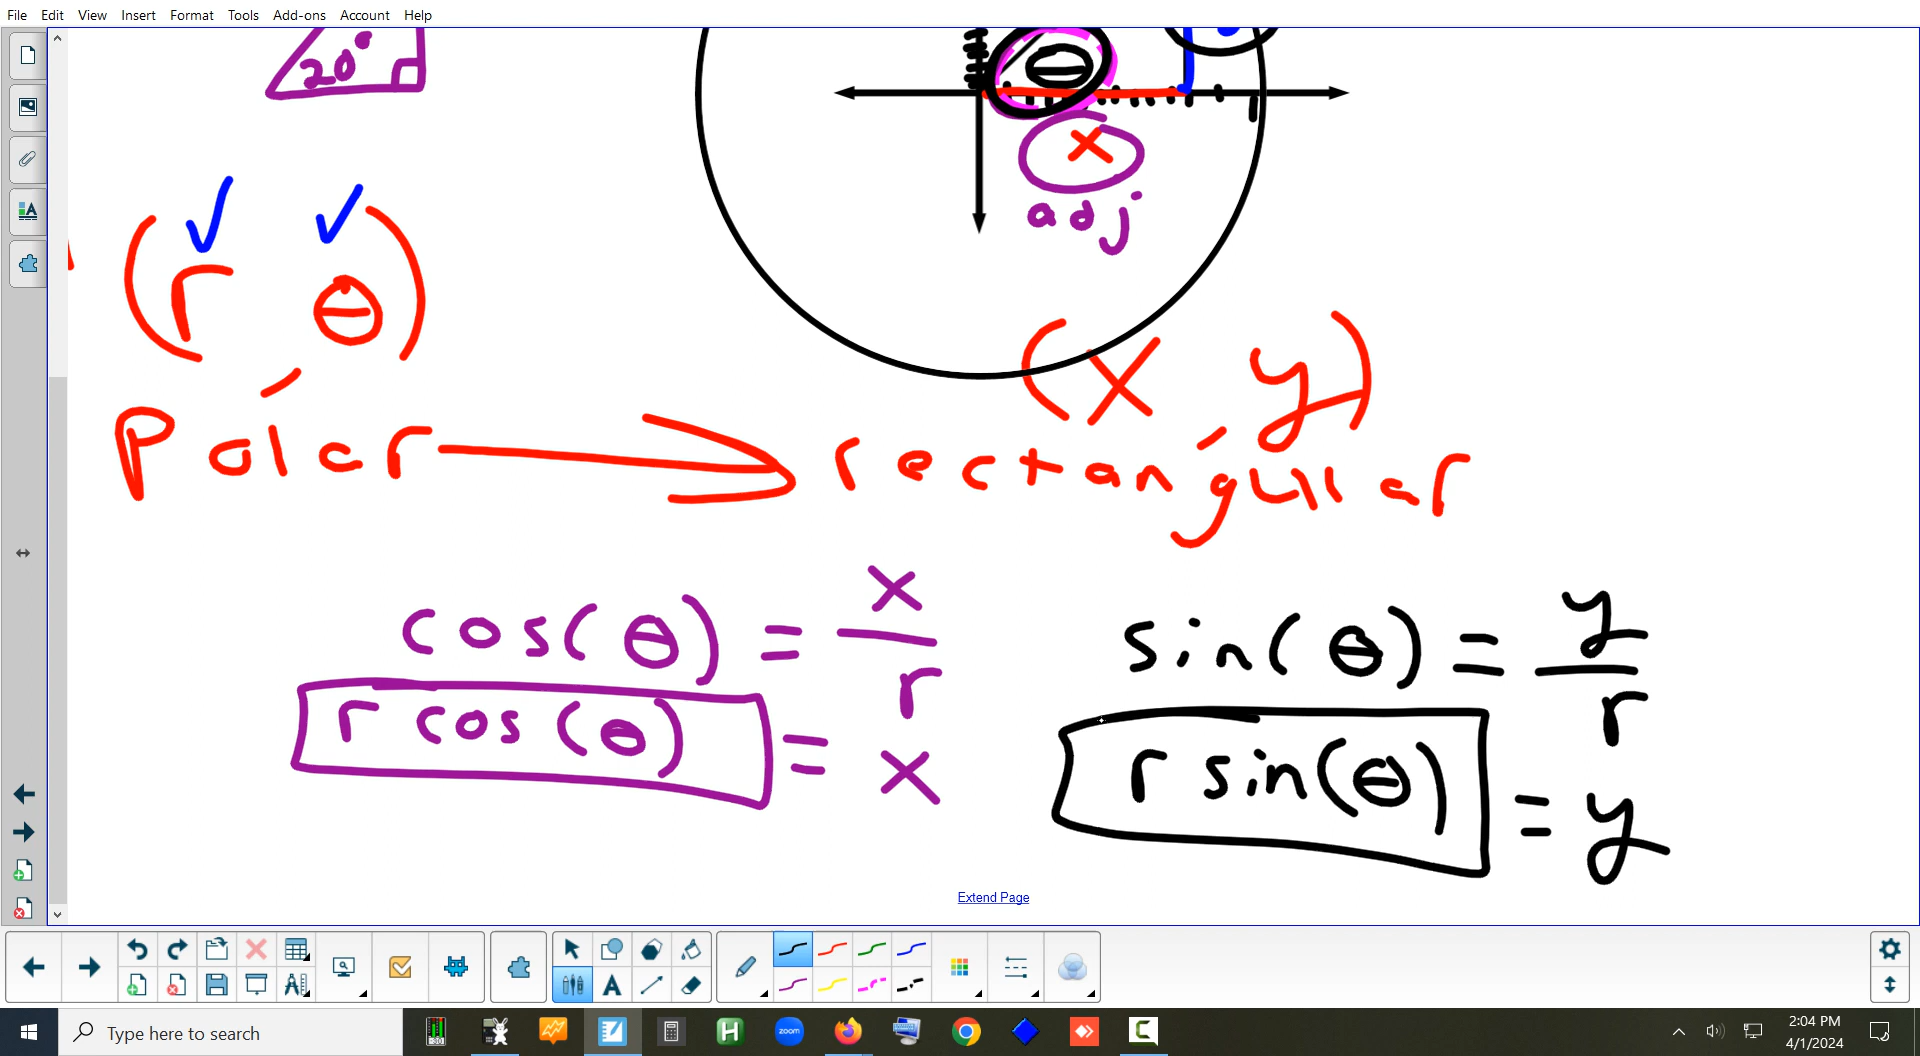 File Edit View Insert Format Tools Add-ons Account Help
20°
θ
x
adj
(r, θ)
(x, y)
Polar → rectangular
cos(θ) = x/r
r cos(θ) = x
sin(θ) = y/r
r sin(θ) = y
Extend Page
A
Type here to search
H
zoom
C
2:04 PM
4/1/2024